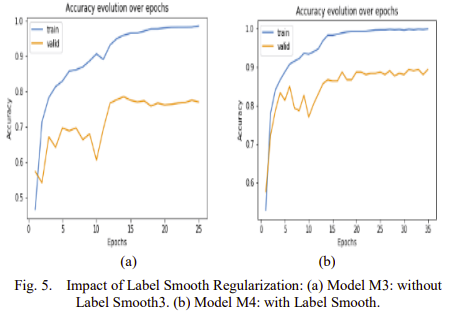 Accuracy evolution over epochs
Accuracy evolution over epochs
1.0
0.9
0.8
0.7
0.6
0.5
Accuracy
train
valid
0
5
10
15
20
25
Epochs
1.0
0.9
0.8
0.7
0.6
Accuracy
train
valid
0
5
10
15
20
25
30
35
Epochs
(a)
(b)
Fig. 5. Impact of Label Smooth Regularization: (a) Model M3: without
Label Smooth3. (b) Model M4: with Label Smooth.